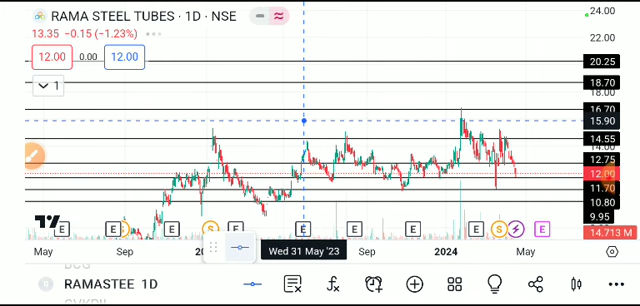 RAMA STEEL TUBES · 1D · NSE
13.35 −0.15 (−1.23%)
12.00 0.00 12.00
1
24.00
22.00
20.25
18.70
18.00
16.70
15.90
14.55
14.00
12.75
12.00
11.70
10.80
9.95
14.713 M
E E S E S E E E E E S E
May Sep Wed 31 May '23 Sep 2024 May
RAMASTEE 1D